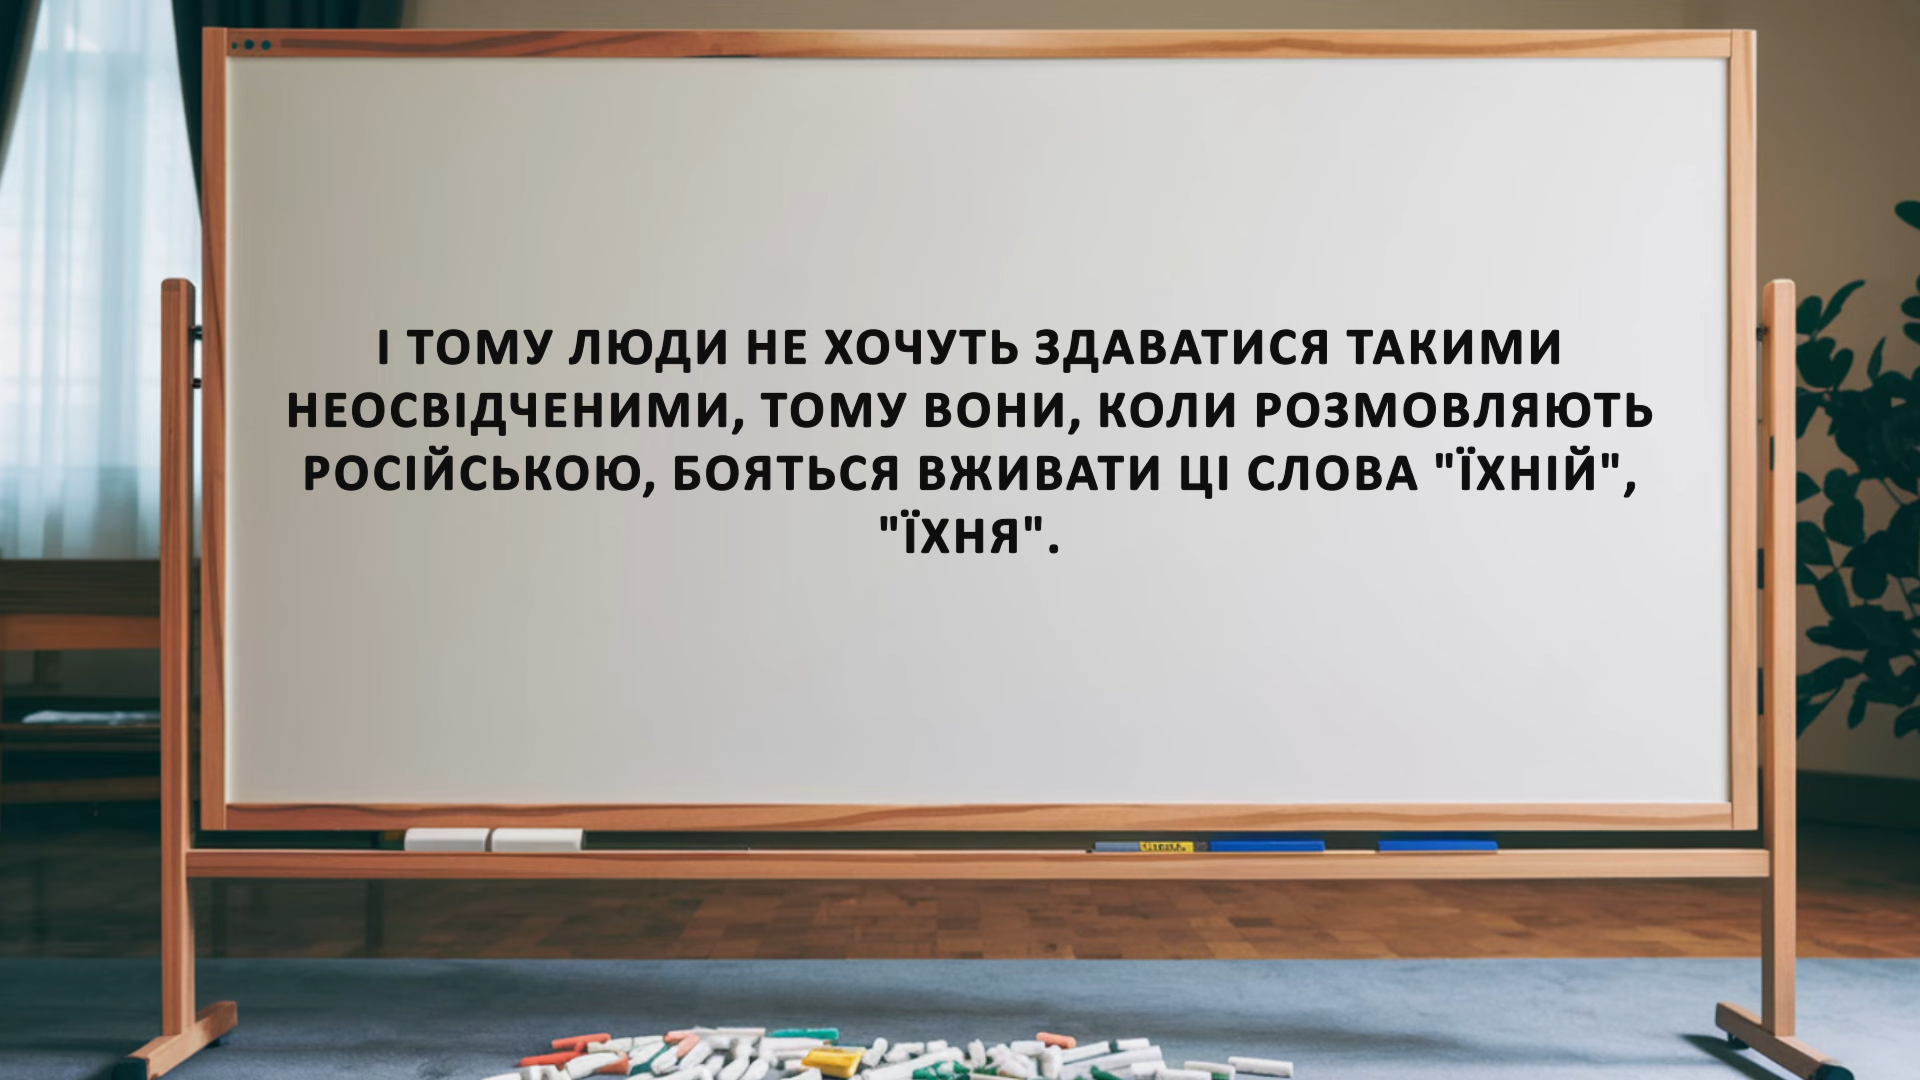 І ТОМУ ЛЮДИ НЕ ХОЧУТЬ ЗДАВАТИСЯ ТАКИМИ
НЕОСВІДЧЕНИМИ, ТОМУ ВОНИ, КОЛИ РОЗМОВЛЯЮТЬ
РОСІЙСЬКОЮ, БОЯТЬСЯ ВЖИВАТИ ЦІ СЛОВА "ЇХНІЙ",
"ЇХНЯ".